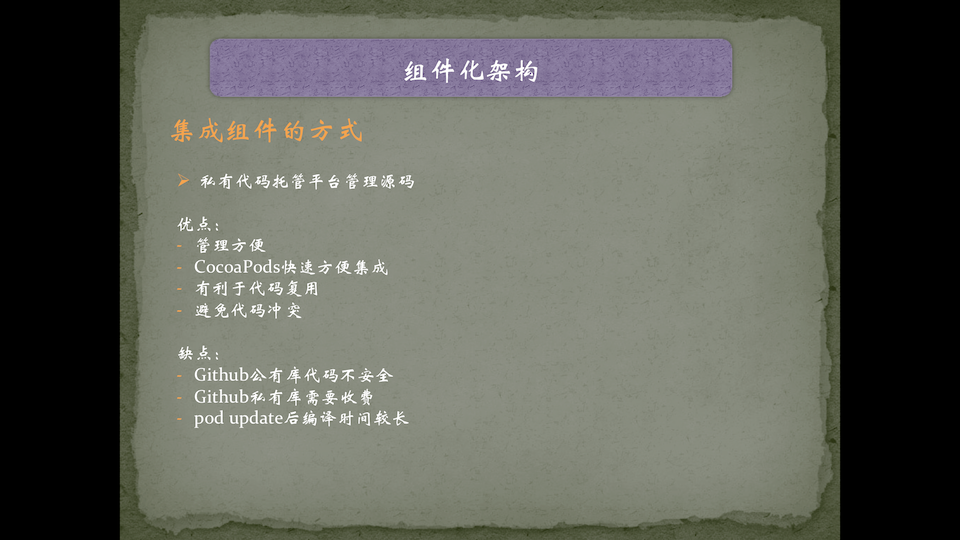 组件化架构
集成组件的方式
➢ 私有代码托管平台管理源码
优点：
- 管理方便
- CocoaPods快速方便集成
- 有利于代码复用
- 避免代码冲突
缺点：
- Github公有库代码不安全
- Github私有库需要收费
- pod update后编译时间较长